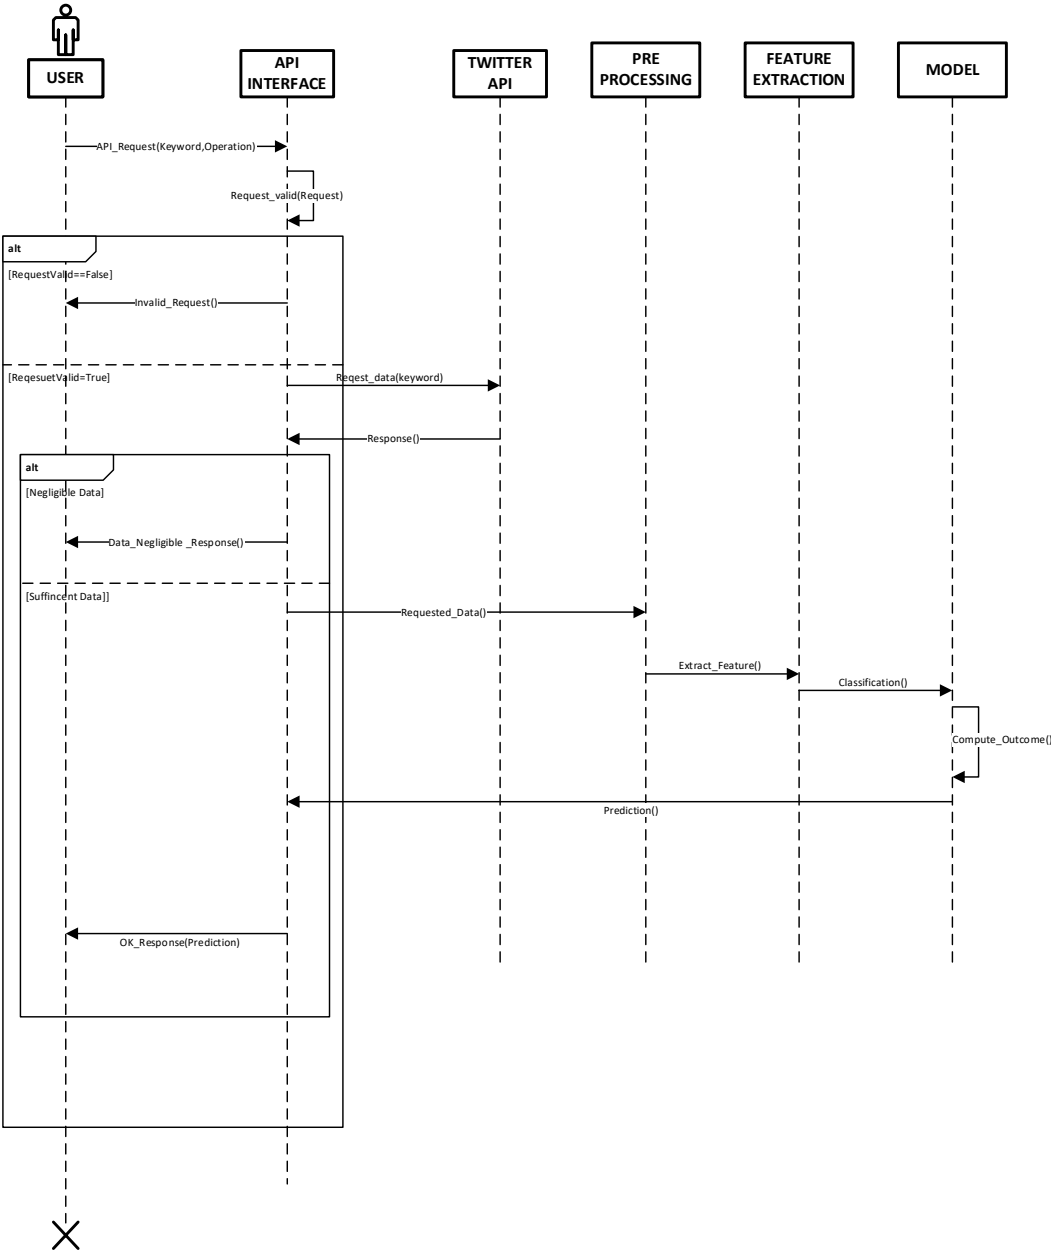 USER
API
INTERFACE
TWITTER
API
PRE
PROCESSING
FEATURE
EXTRACTION
MODEL
API_Request(Keyword,Operation)
Request_valid(Request)
alt
[RequestValid==False]
Invalid_Request()
[ReqesuetValid=True]
Reqest_data(keyword)
Response()
alt
[Negligible Data]
Data_Negligible _Response()
[Suffincent Data]]
Requested_Data()
Extract_Feature()
Classification()
Compute_Outcome()
Prediction()
OK_Response(Prediction)